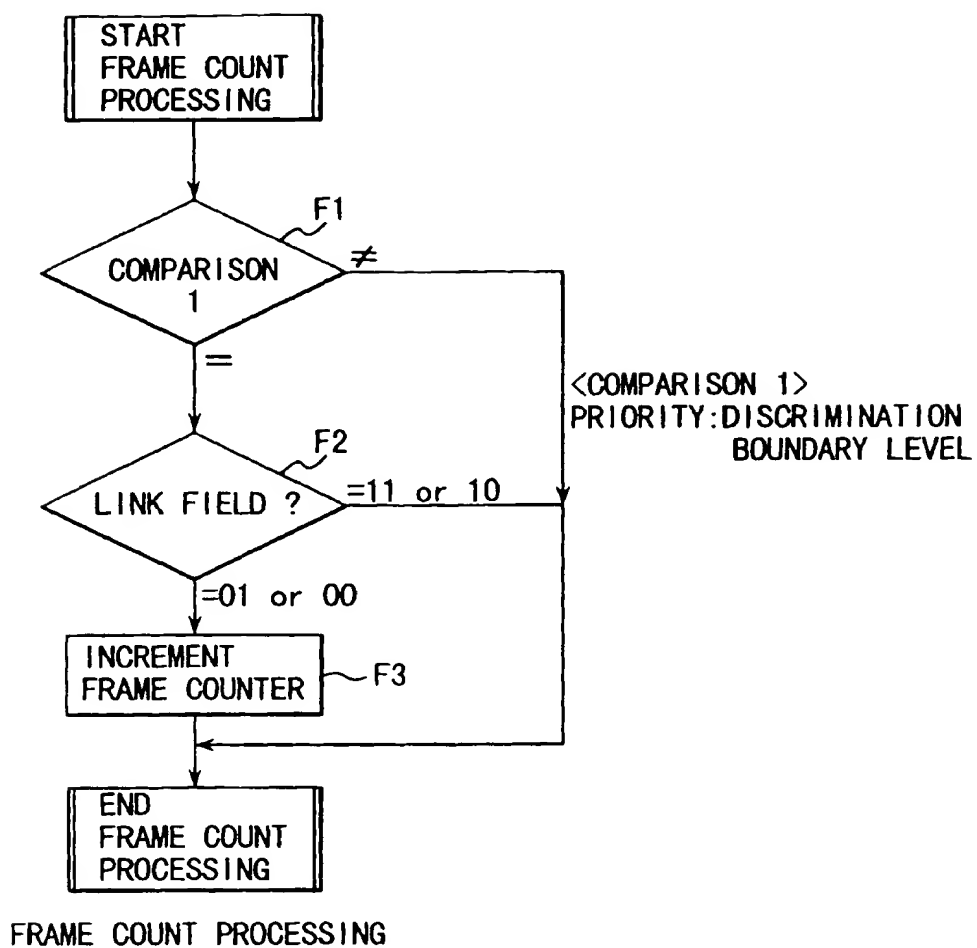 START
FRAME COUNT
PROCESSING
F1
COMPARISON
1
≠
=
<COMPARISON 1>
PRIORITY:DISCRIMINATION
BOUNDARY LEVEL
F2
LINK FIELD ?
=11 or 10
=01 or 00
INCREMENT
FRAME COUNTER
F3
END
FRAME COUNT
PROCESSING
FRAME COUNT PROCESSING